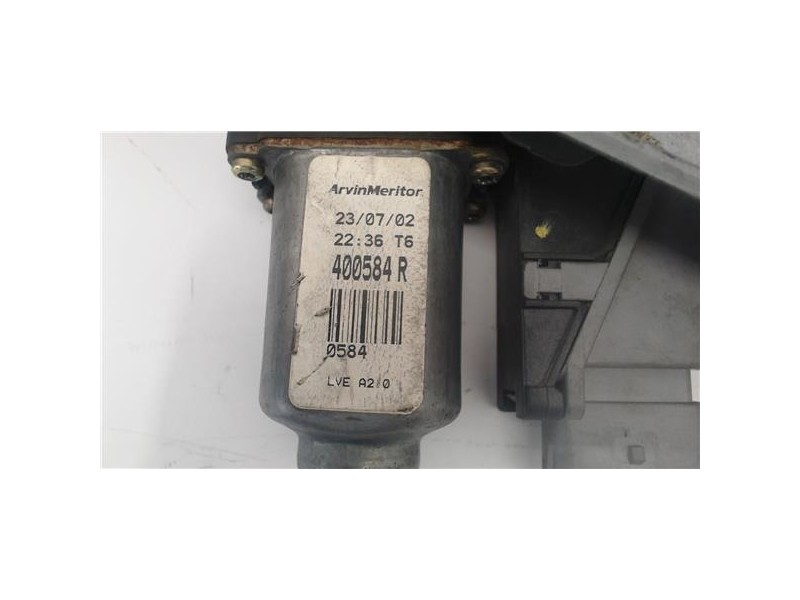 ArvinMeritor
23/07/02
22:36 T6
400584 R
0584
LVE A2/0